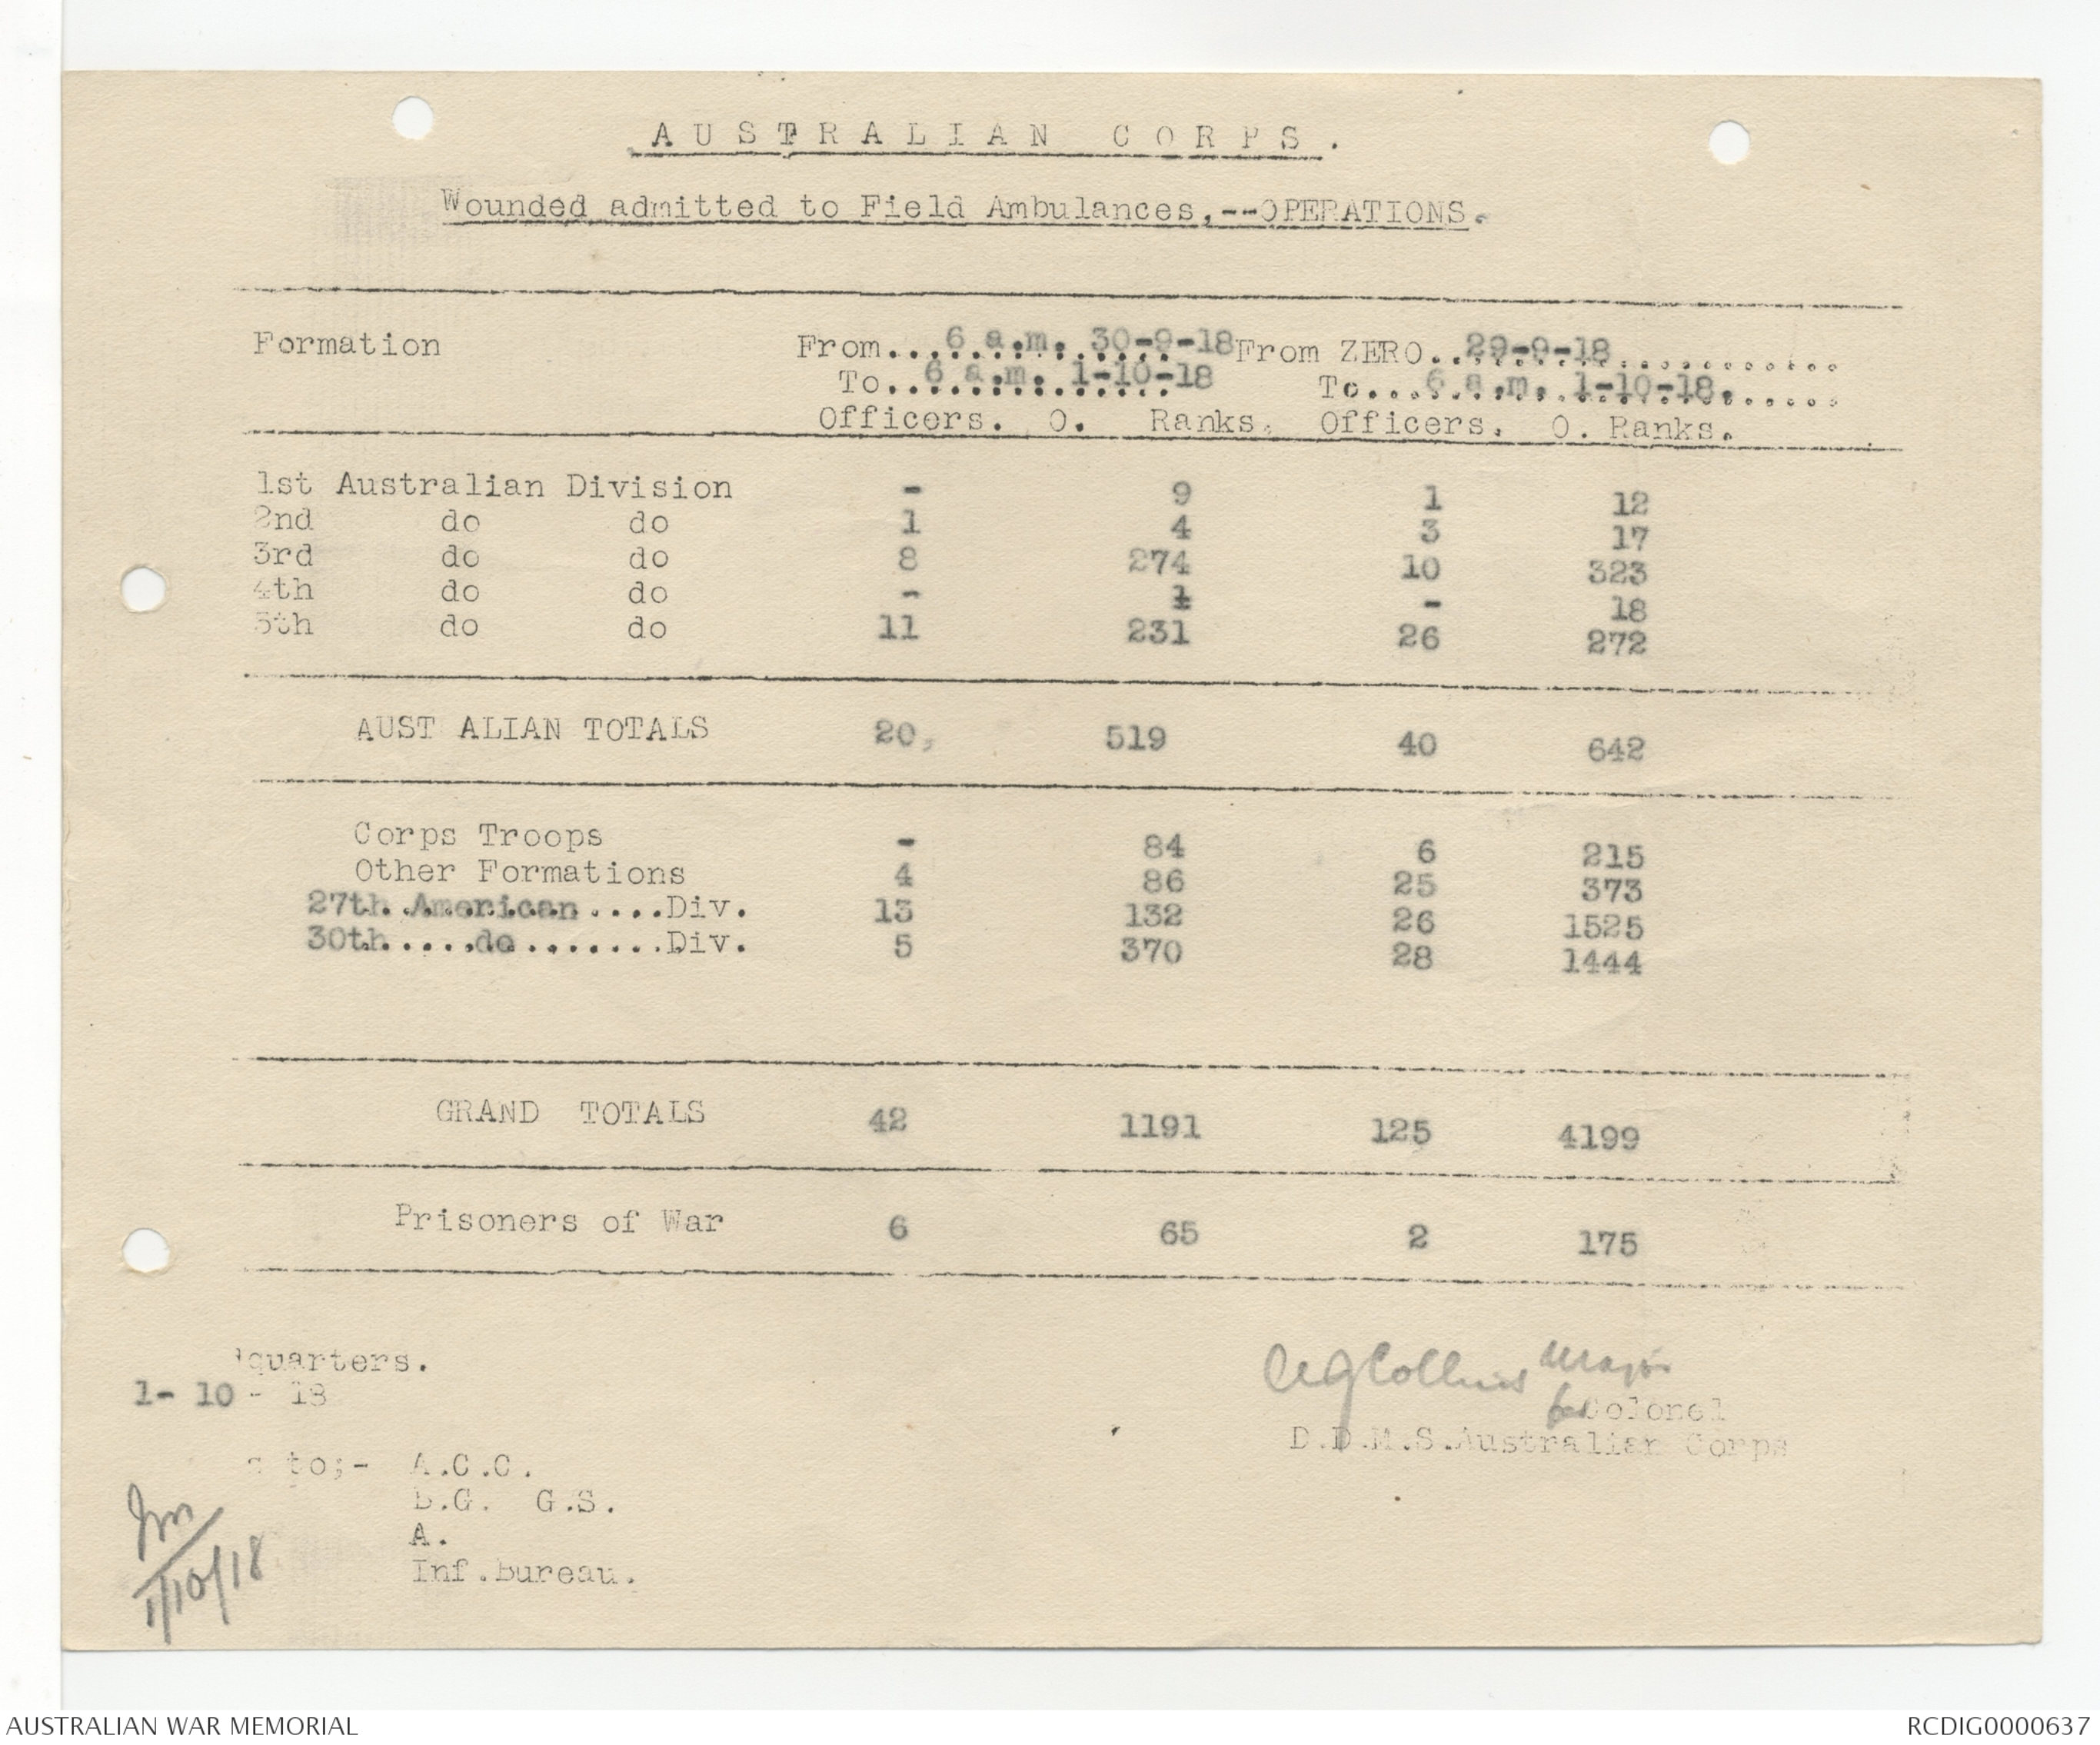 AUSTRALIAN CORPS.
Wounded admitted to Field Ambulances,--OPERATIONS.
Formation From... 6 a.m. 30-9-18 From ZERO.. 29-9-18............
To.. 6 a.m. 1-10-18 To... 6 a.m. 1-10-18.......
Officers. O. Ranks. Officers. O. Ranks.
1st Australian Division - 9 1 12
2nd do do 1 4 3 17
3rd do do 8 274 10 323
4th do do - 1 - 18
5th do do 11 231 26 272
AUST ALIAN TOTALS 20, 519 40 642
Corps Troops - 84 6 215
Other Formations 4 86 25 373
27th American....Div. 13 132 26 1525
30th....do........Div. 5 370 28 1444
GRAND TOTALS 42 1191 125 4199
Prisoners of War 6 65 2 175
dquarters.
1- 10 - 18
Collins Major
for Colonel
D.D.M.S.Australian Corps
to;- A.C.C.
B.G. G.S.
A.
Inf.Bureau.
1/10/18
AUSTRALIAN WAR MEMORIAL
RCDIG0000637